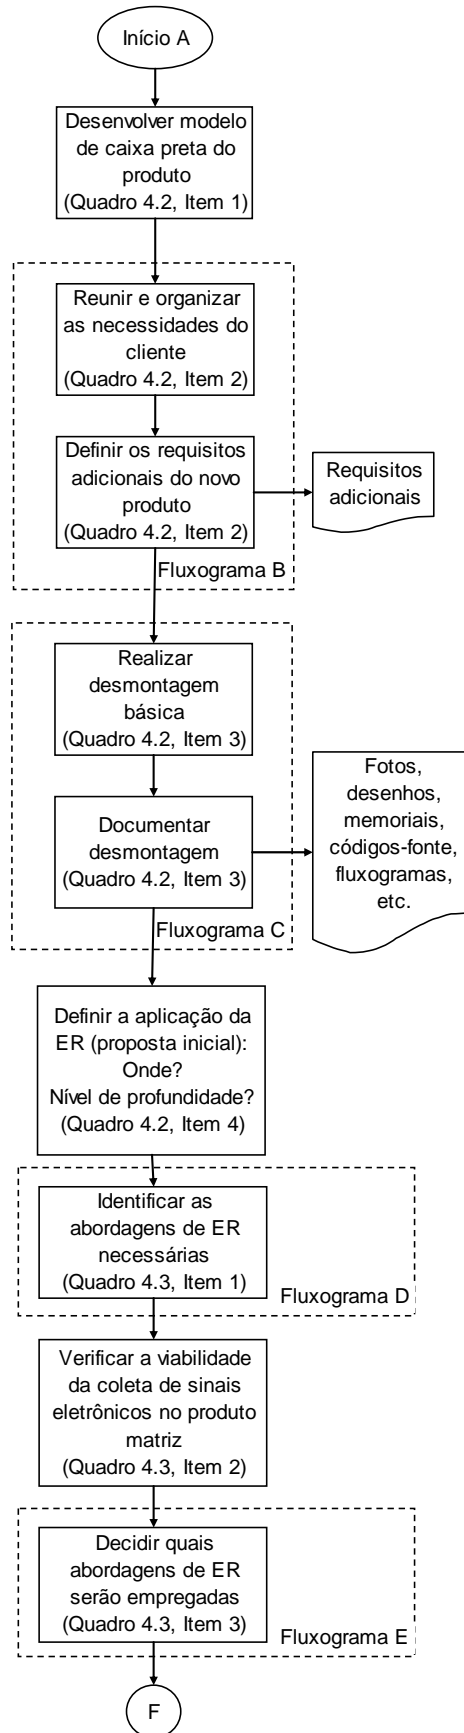 Início A
Desenvolver modelo
de caixa preta do
produto
(Quadro 4.2, Item 1)
Reunir e organizar
as necessidades do
cliente
(Quadro 4.2, Item 2)
Definir os requisitos
adicionais do novo
produto
(Quadro 4.2, Item 2)
Requisitos
adicionais
Fluxograma B
Realizar
desmontagem
básica
(Quadro 4.2, Item 3)
Documentar
desmontagem
(Quadro 4.2, Item 3)
Fotos,
desenhos,
memoriais,
códigos-fonte,
fluxogramas,
etc.
Fluxograma C
Definir a aplicação da
ER (proposta inicial):
Onde?
Nível de profundidade?
(Quadro 4.2, Item 4)
Identificar as
abordagens de ER
necessárias
(Quadro 4.3, Item 1)
Fluxograma D
Verificar a viabilidade
da coleta de sinais
eletrônicos no produto
matriz
(Quadro 4.3, Item 2)
Decidir quais
abordagens de ER
serão empregadas
(Quadro 4.3, Item 3)
Fluxograma E
F